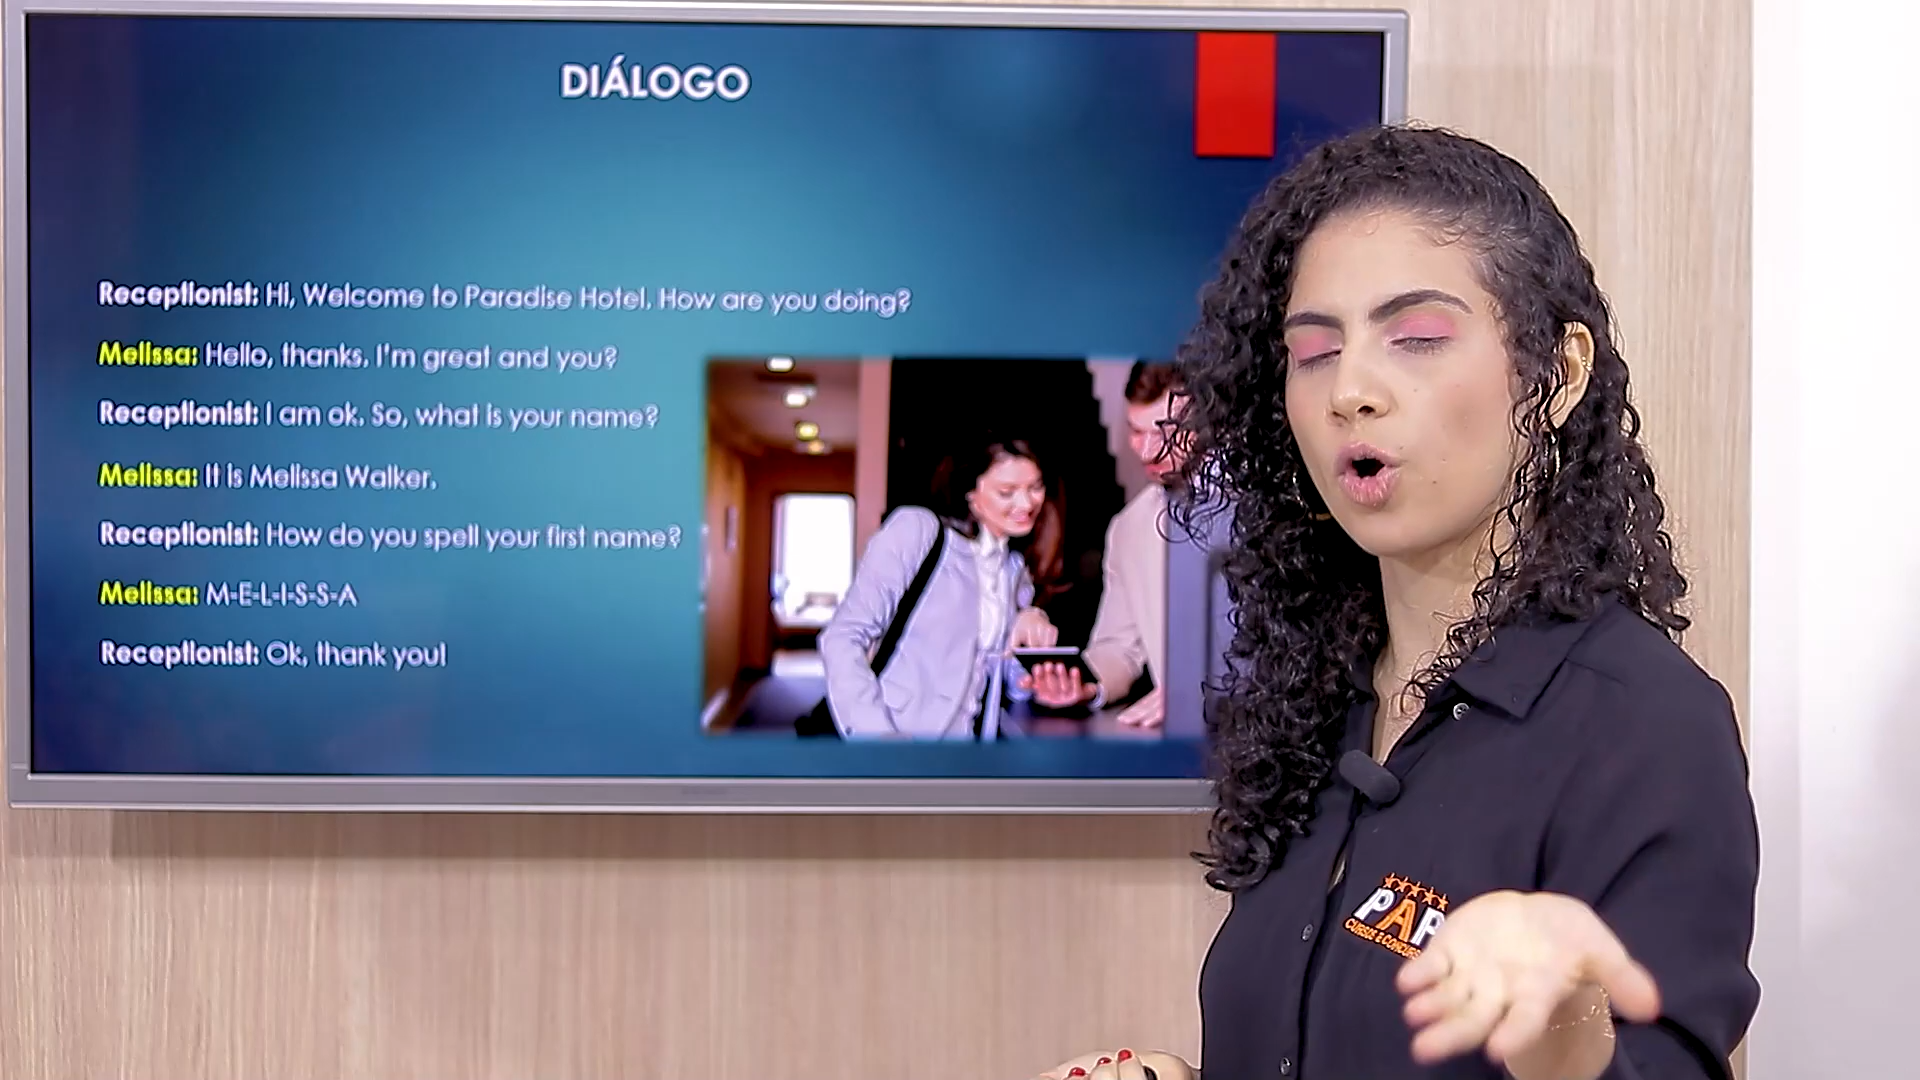 DIÁLOGO
Receptionist: Hi, Welcome to Paradise Hotel. How are you doing?
Melissa: Hello, thanks. I'm great and you?
Receptionist: I am ok. So, what is your name?
Melissa: It is Melissa Walker.
Receptionist: How do you spell your first name?
Melissa: M-E-L-I-S-S-A
Receptionist: Ok, thank you!
PAP
CURSOS E